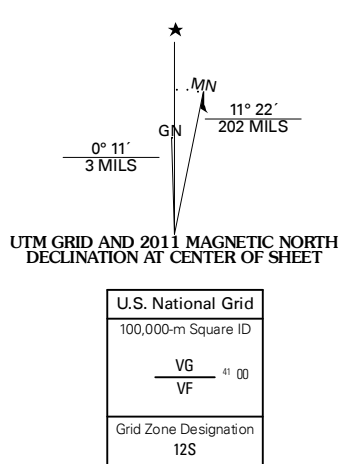 ★
MN
GN
11° 22´
202 MILS
0° 11´
3 MILS
UTM GRID AND 2011 MAGNETIC NORTH
DECLINATION AT CENTER OF SHEET
U.S. National Grid
100,000-m Square ID
VG
41 00
VF
Grid Zone Designation
12S